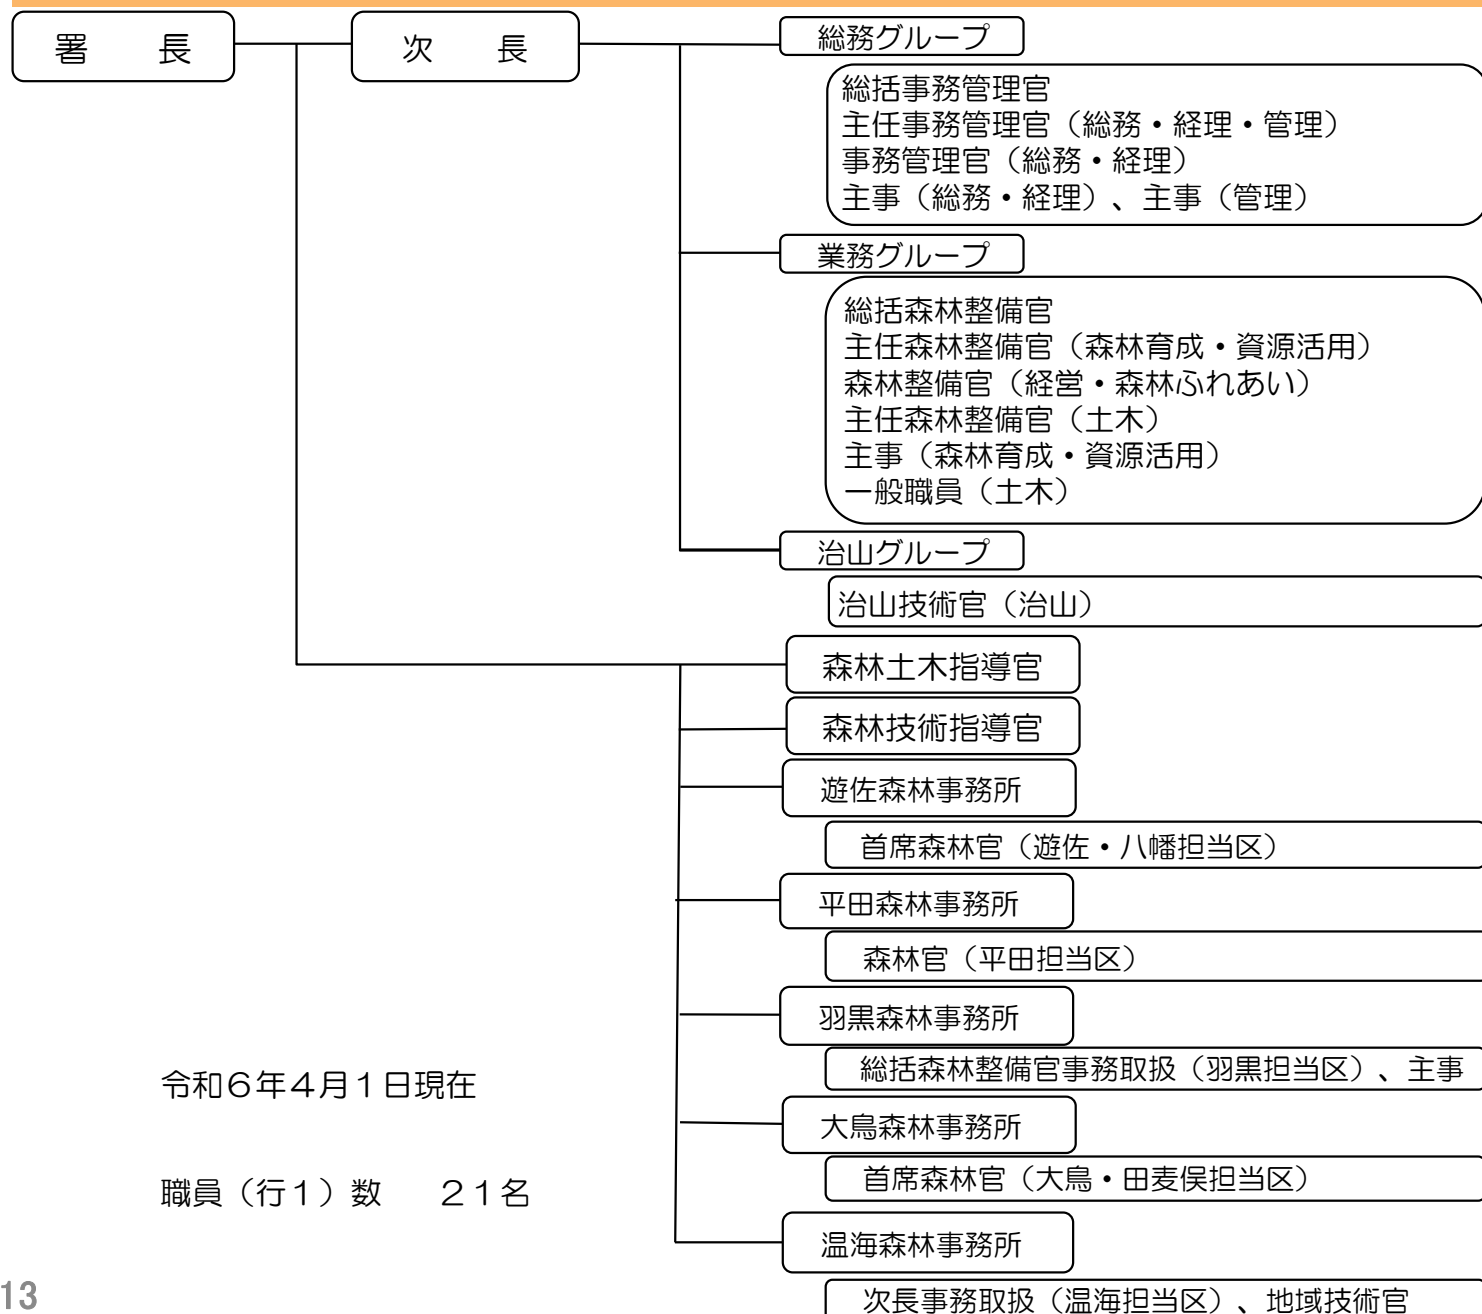 署　長
次　長
総務グループ
総括事務管理官
主任事務管理官（総務・経理・管理）
事務管理官（総務・経理）
主事（総務・経理）、主事（管理）
業務グループ
総括森林整備官
主任森林整備官（森林育成・資源活用）
森林整備官（経営・森林ふれあい）
主任森林整備官（土木）
主事（森林育成・資源活用）
一般職員（土木）
治山グループ
治山技術官（治山）
森林土木指導官
森林技術指導官
遊佐森林事務所
首席森林官（遊佐・八幡担当区）
平田森林事務所
森林官（平田担当区）
羽黒森林事務所
総括森林整備官事務取扱（羽黒担当区）、主事
大鳥森林事務所
首席森林官（大鳥・田麦俣担当区）
温海森林事務所
次長事務取扱（温海担当区）、地域技術官
令和６年４月１日現在
職員（行１）数　２１名
13